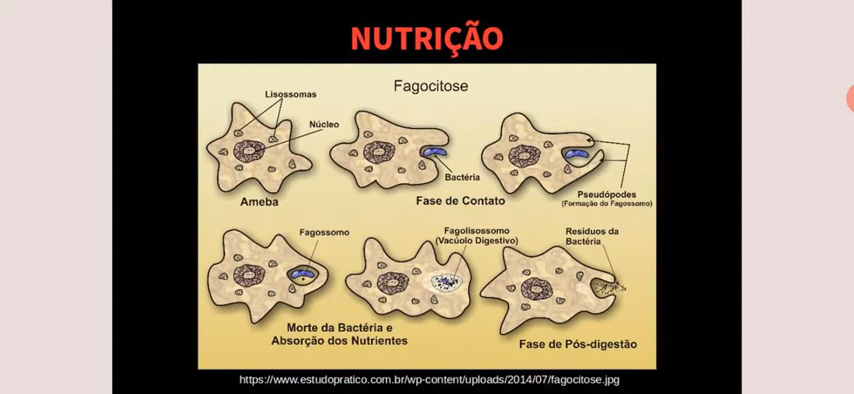 NUTRIÇÃO
Fagocitose
Lisossomas
Núcleo
Ameba
Bactéria
Fase de Contato
Pseudópodes
(Formação do Fagossomo)
Fagossomo
Morte da Bactéria e
Absorção dos Nutrientes
Fagolisossomo
(Vacúolo Digestivo)
Resíduos da
Bactéria
Fase de Pós-digestão
https://www.estudopratico.com.br/wp-content/uploads/2014/07/fagocitose.jpg